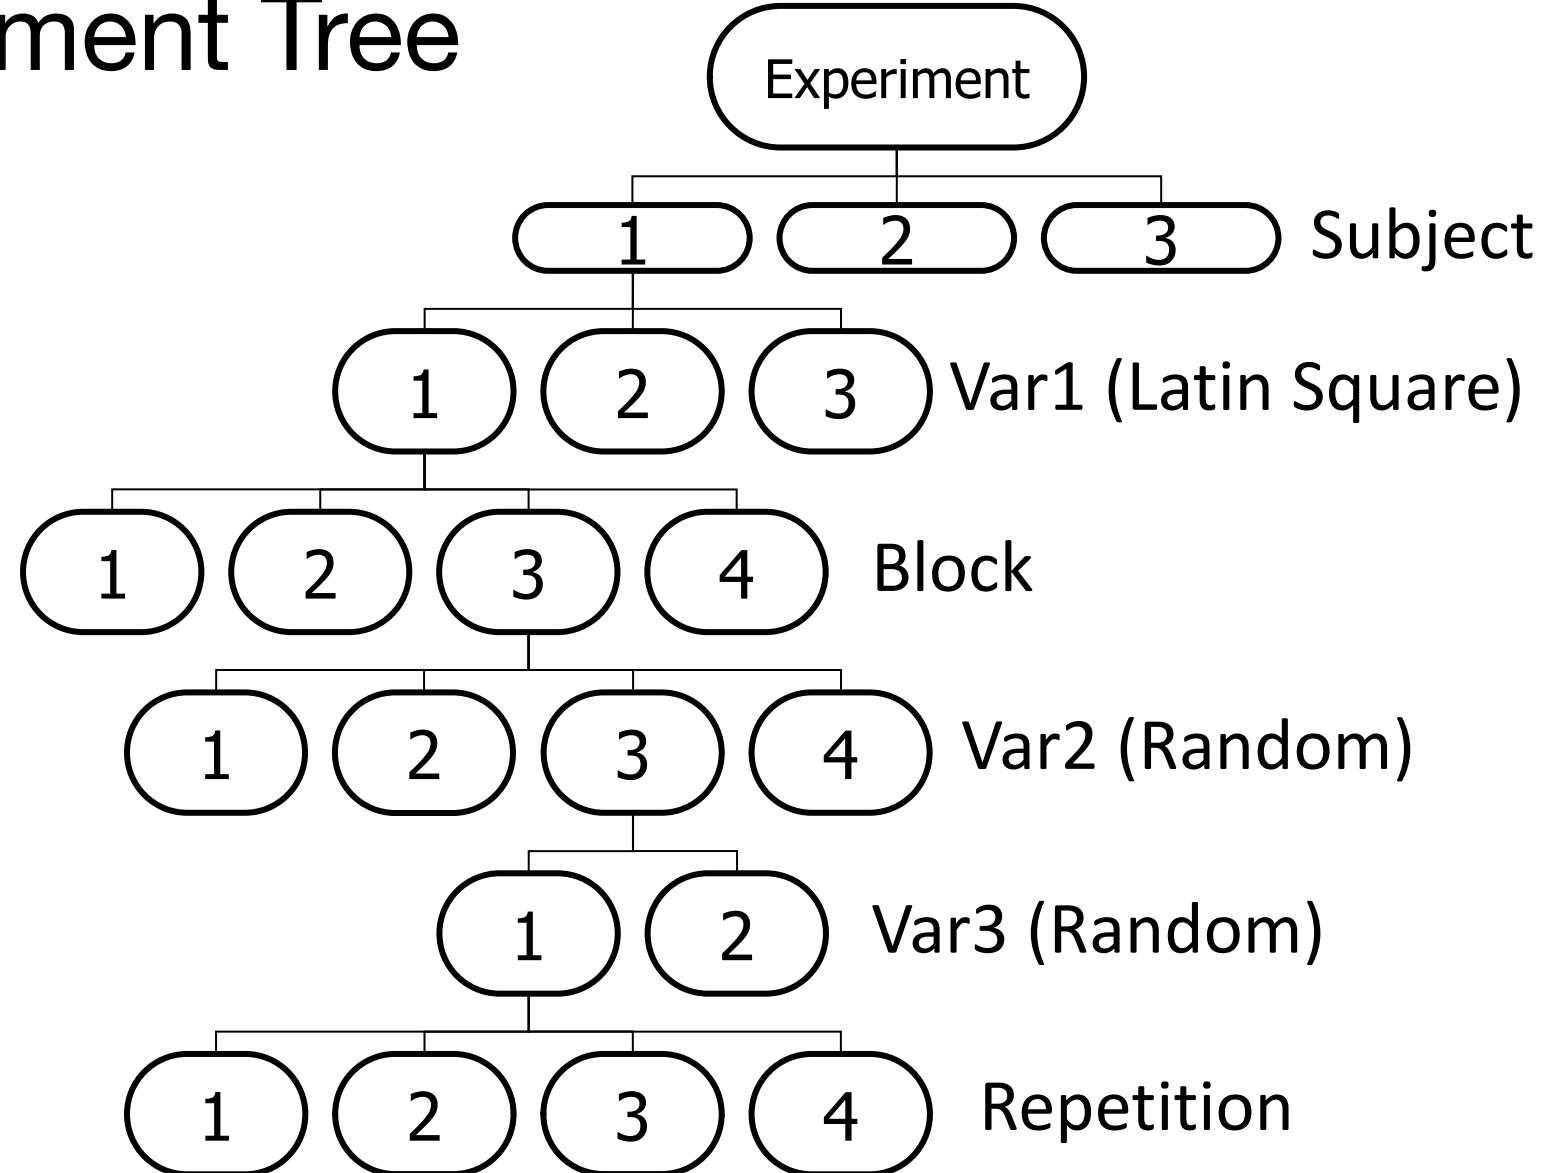 ment Tree
Experiment
1 2 3 Subject
1 2 3 Var1 (Latin Square)
1 2 3 4 Block
1 2 3 4 Var2 (Random)
1 2 Var3 (Random)
1 2 3 4 Repetition